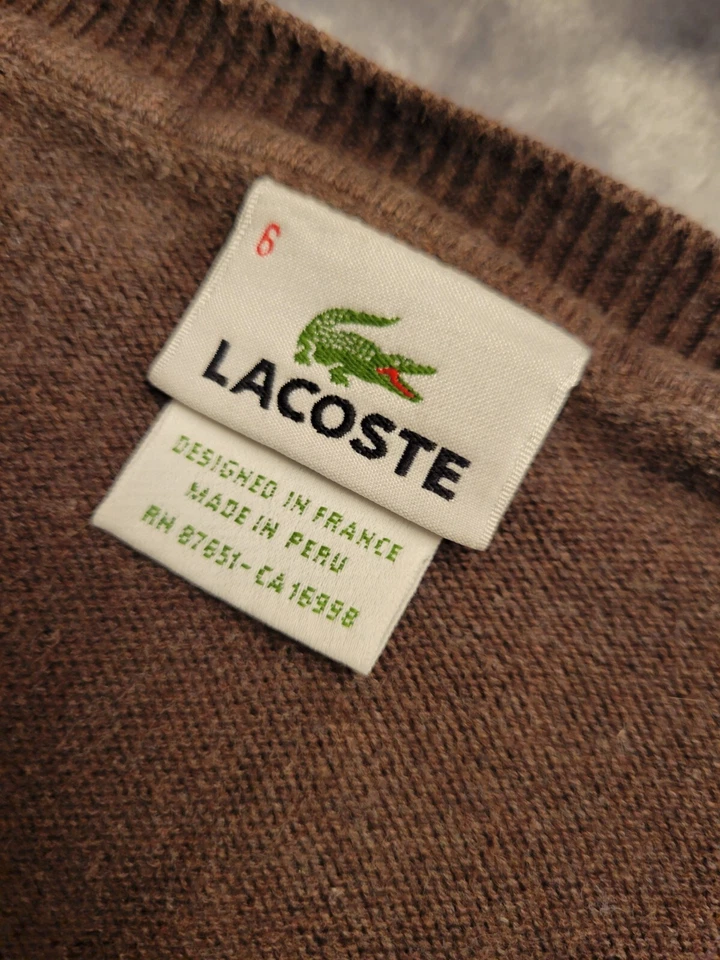 6
LACOSTE
DESIGNED IN FRANCE
MADE IN PERU
RN 87651-CA 16998